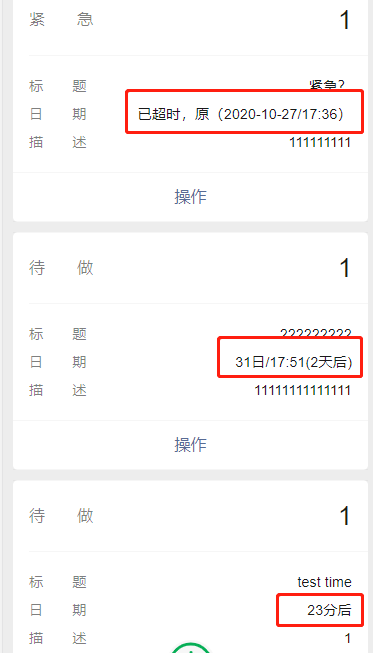 紧 急 1
标 题 紧急?
日 期 已超时，原（2020-10-27/17:36）
描 述 111111111
操作
待 做 1
标 题 222222222
日 期 31日/17:51(2天后)
描 述 11111111111111
操作
待 做 1
标 题 test time
日 期 23分后
描 述 1